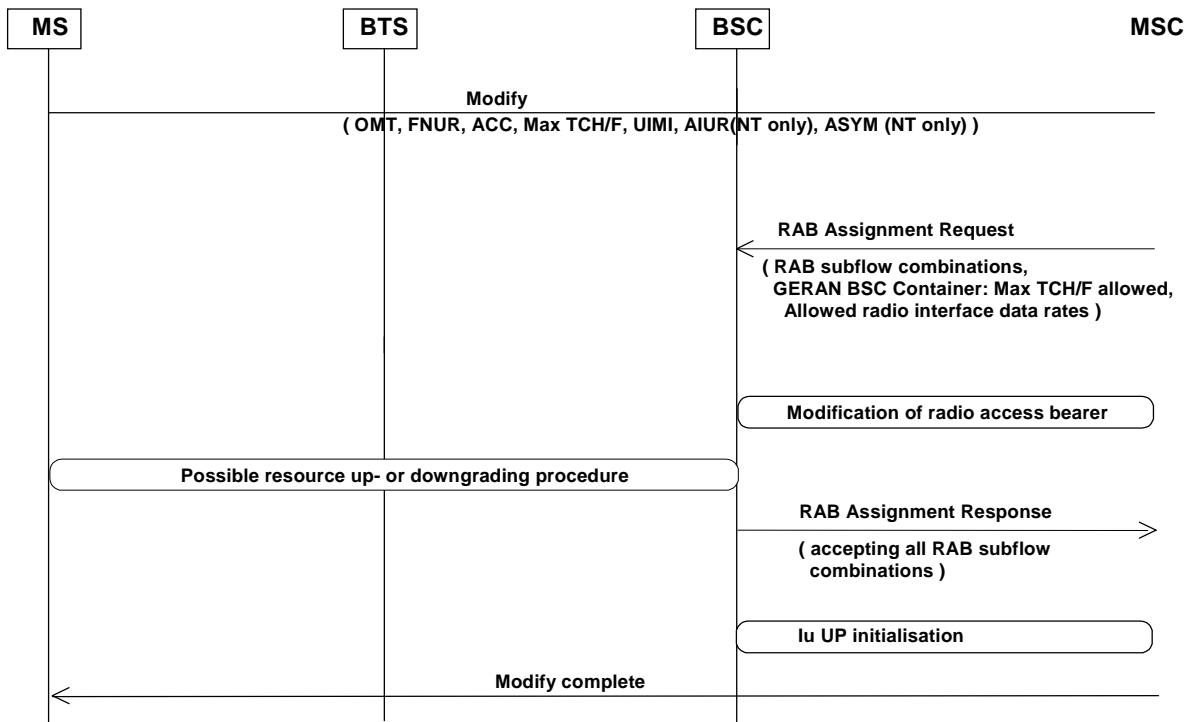 MS BTS BSC MSC
Modify
( OMT, FNUR, ACC, Max TCH/F, UIMI, AIUR(NT only), ASYM (NT only) )
RAB Assignment Request
( RAB subflow combinations,
GERAN BSC Container: Max TCH/F allowed,
Allowed radio interface data rates )
Modification of radio access bearer
Possible resource up- or downgrading procedure
RAB Assignment Response
( accepting all RAB subflow
combinations )
Iu UP initialisation
Modify complete